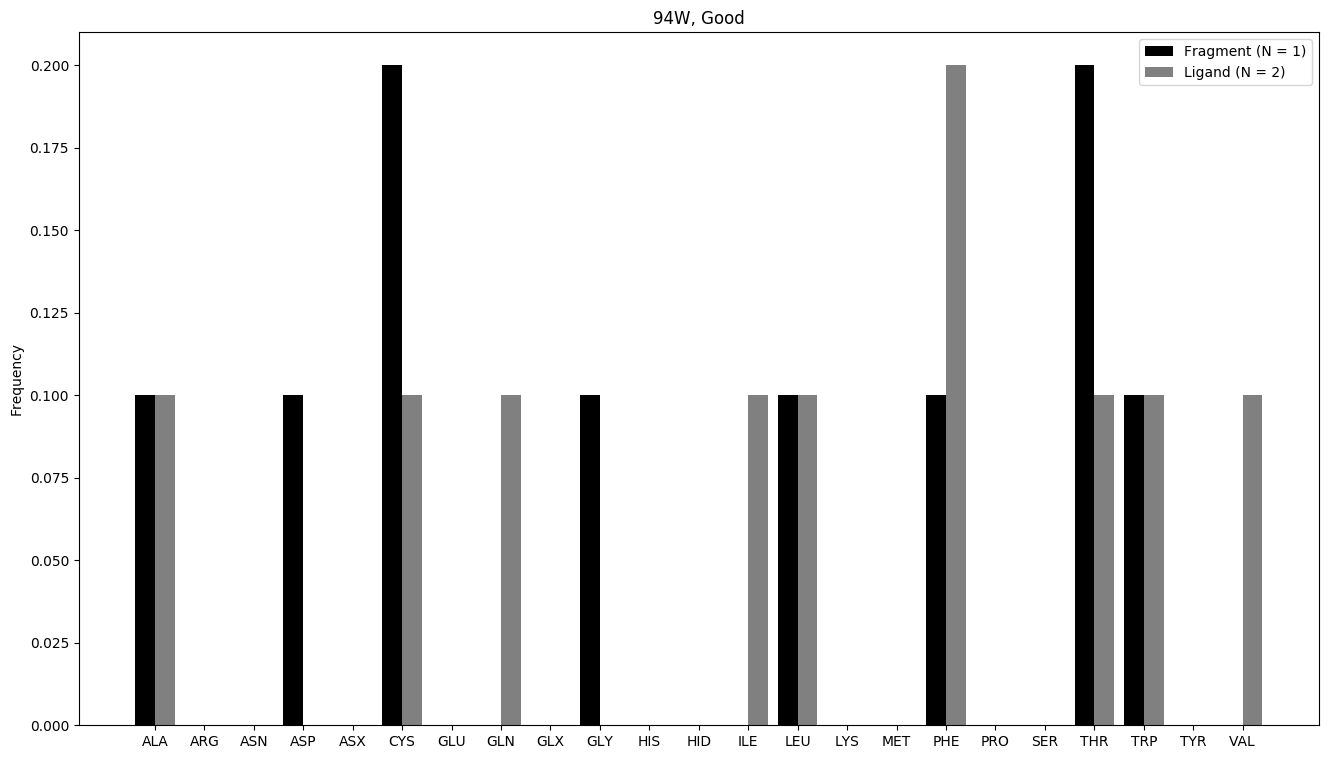 94W, Good
Fragment (N = 1)
Ligand (N = 2)
0.200
0.175
0.150
0.125
0.100
0.075
0.050
0.025
0.000
Frequency
ALA ARG ASN ASP ASX CYS GLU GLN GLX GLY HIS HID ILE LEU LYS MET PHE PRO SER THR TRP TYR VAL